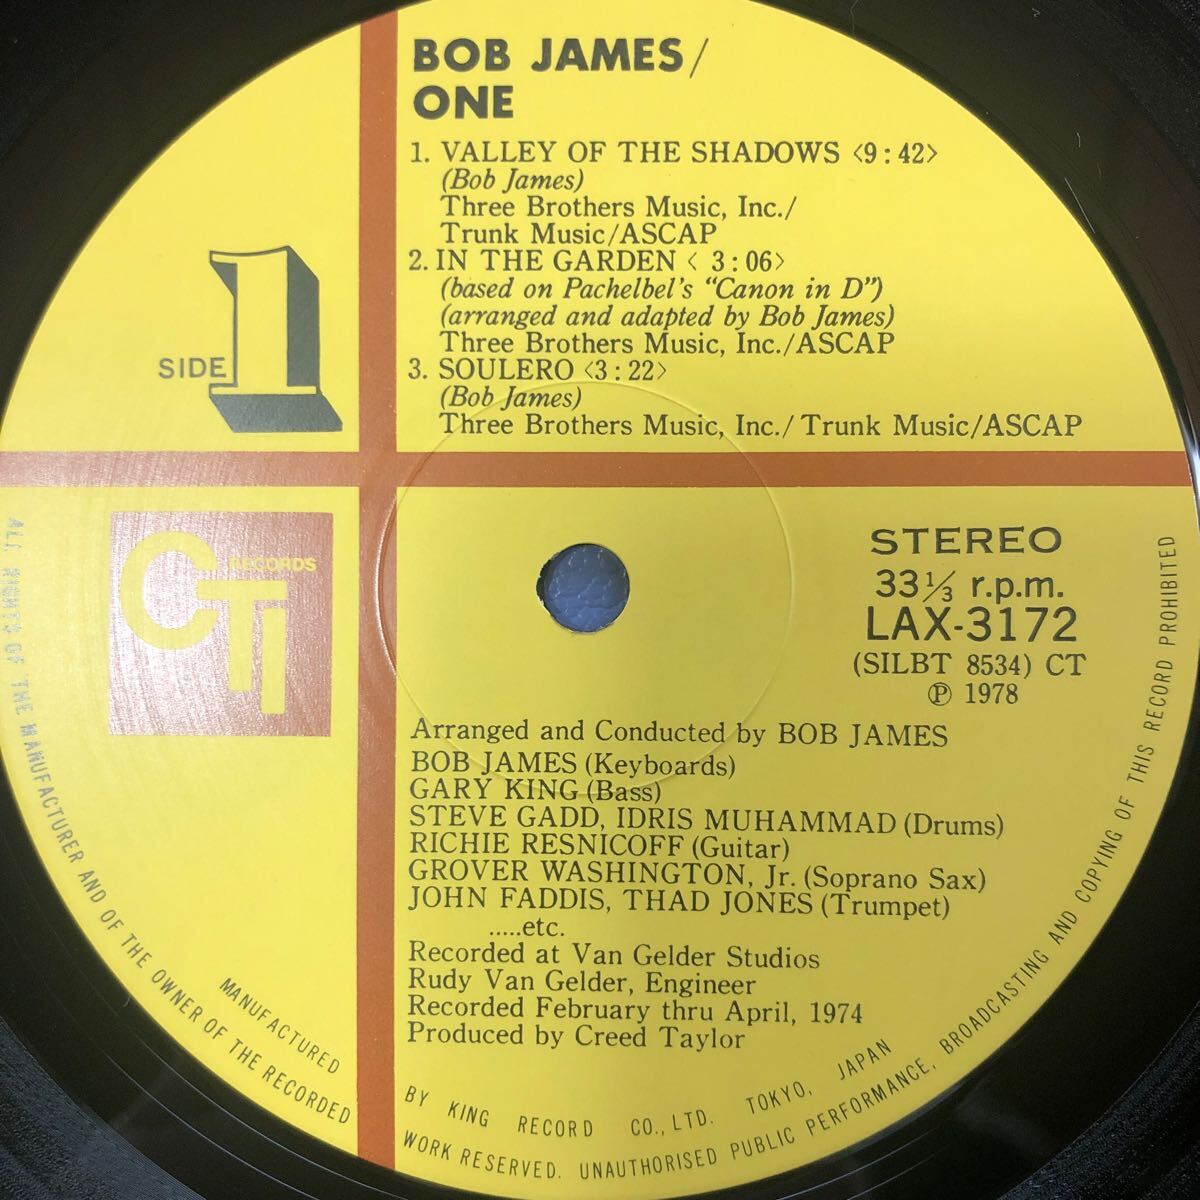 BOB JAMES/
ONE
1. VALLEY OF THE SHADOWS <9:42>
(Bob James)
Three Brothers Music, Inc./
Trunk Music/ASCAP
2. IN THE GARDEN < 3:06>
(based on Pachelbel's "Canon in D")
(arranged and adapted by Bob James)
Three Brothers Music, Inc./ASCAP
3. SOULERO <3:22>
(Bob James)
Three Brothers Music, Inc./Trunk Music/ASCAP
SIDE 1
CTI RECORDS
STEREO
33 1/3 r.p.m.
LAX-3172
(SILBT 8534) CT
Ⓟ 1978
Arranged and Conducted by BOB JAMES
BOB JAMES (Keyboards)
GARY KING (Bass)
STEVE GADD, IDRIS MUHAMMAD (Drums)
RICHIE RESNICOFF (Guitar)
GROVER WASHINGTON, Jr. (Soprano Sax)
JOHN FADDIS, THAD JONES (Trumpet)
.....etc.
Recorded at Van Gelder Studios
Rudy Van Gelder, Engineer
Recorded February thru April, 1974
Produced by Creed Taylor
MANUFACTURED BY KING RECORD CO., LTD. TOKYO, JAPAN
ALL RIGHTS OF THE MANUFACTURER AND OF THE OWNER OF THE RECORDED WORK RESERVED. UNAUTHORISED PUBLIC PERFORMANCE, BROADCASTING AND COPYING OF THIS RECORD PROHIBITED